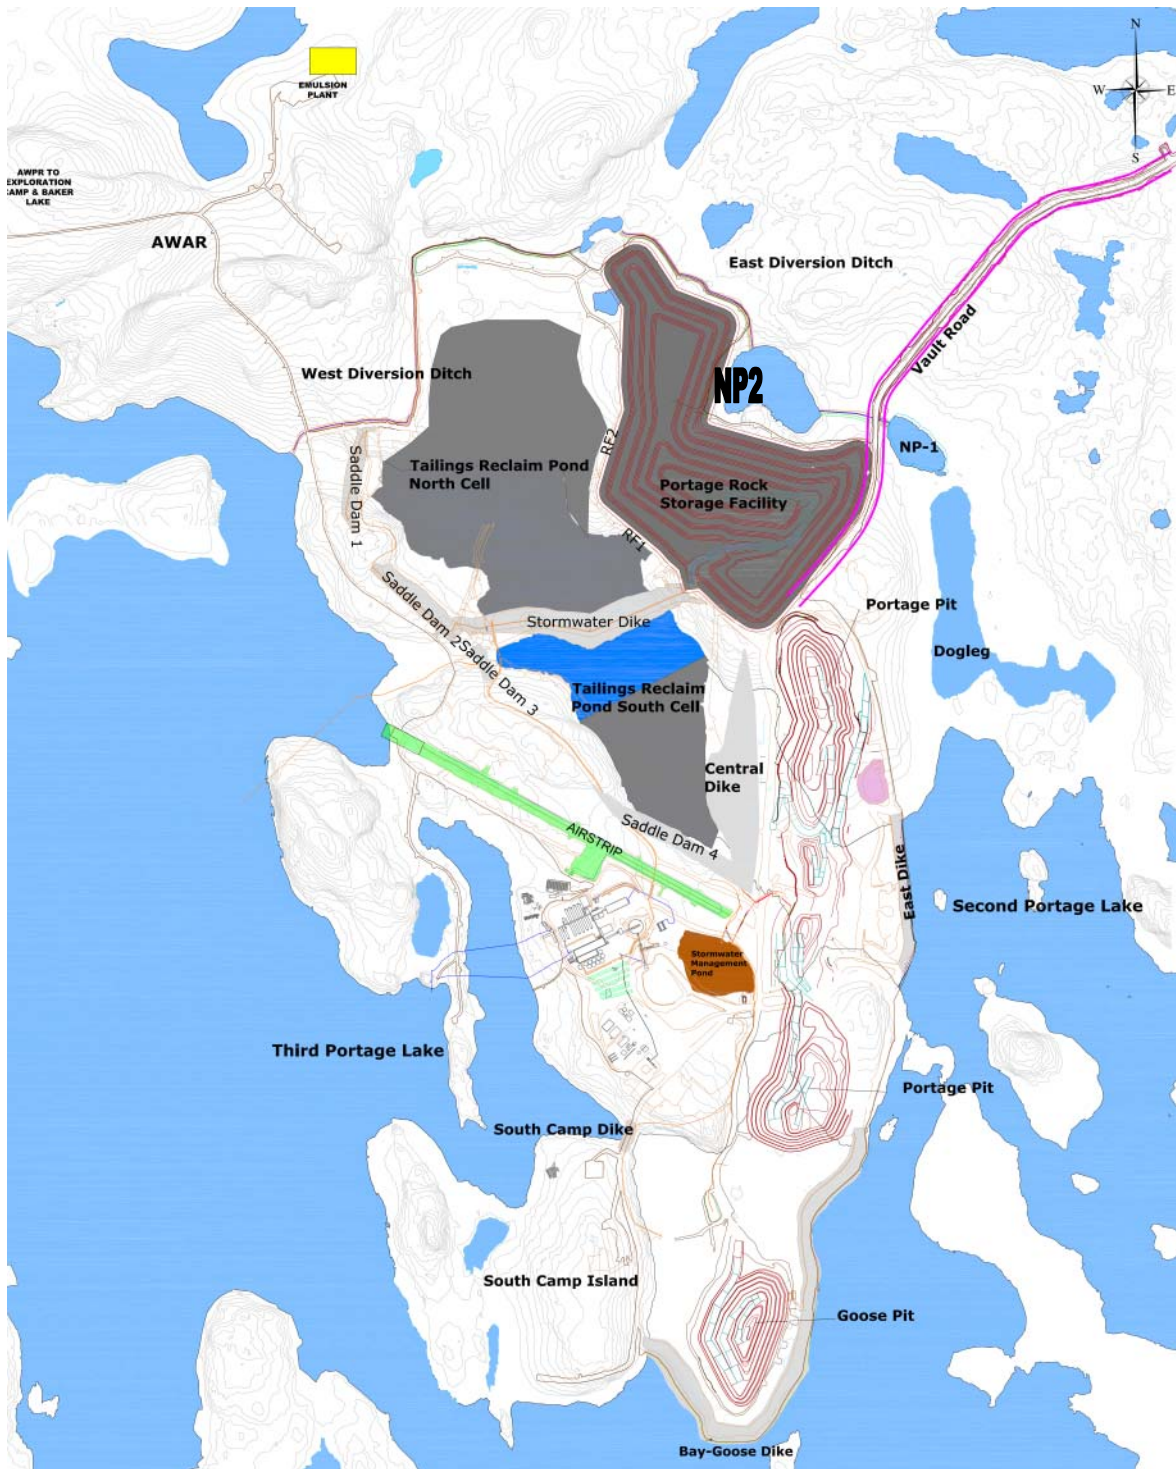 N
W
E
S
EMULSION
PLANT
AWPR TO
EXPLORATION
CAMP & BAKER
LAKE
AWAR
East Diversion Ditch
Vault Road
West Diversion Ditch
NP2
NP-1
RF2
Tailings Reclaim Pond
North Cell
Saddle Dam 1
Portage Rock
Storage Facility
RF1
Saddle Dam 2
Stormwater Dike
Portage Pit
Saddle Dam 3
Dogleg
Tailings Reclaim
Pond South Cell
Central
Dike
Saddle Dam 4
AIRSTRIP
East Dike
Second Portage Lake
Stormwater
Management
Pond
Third Portage Lake
Portage Pit
South Camp Dike
South Camp Island
Goose Pit
Bay-Goose Dike